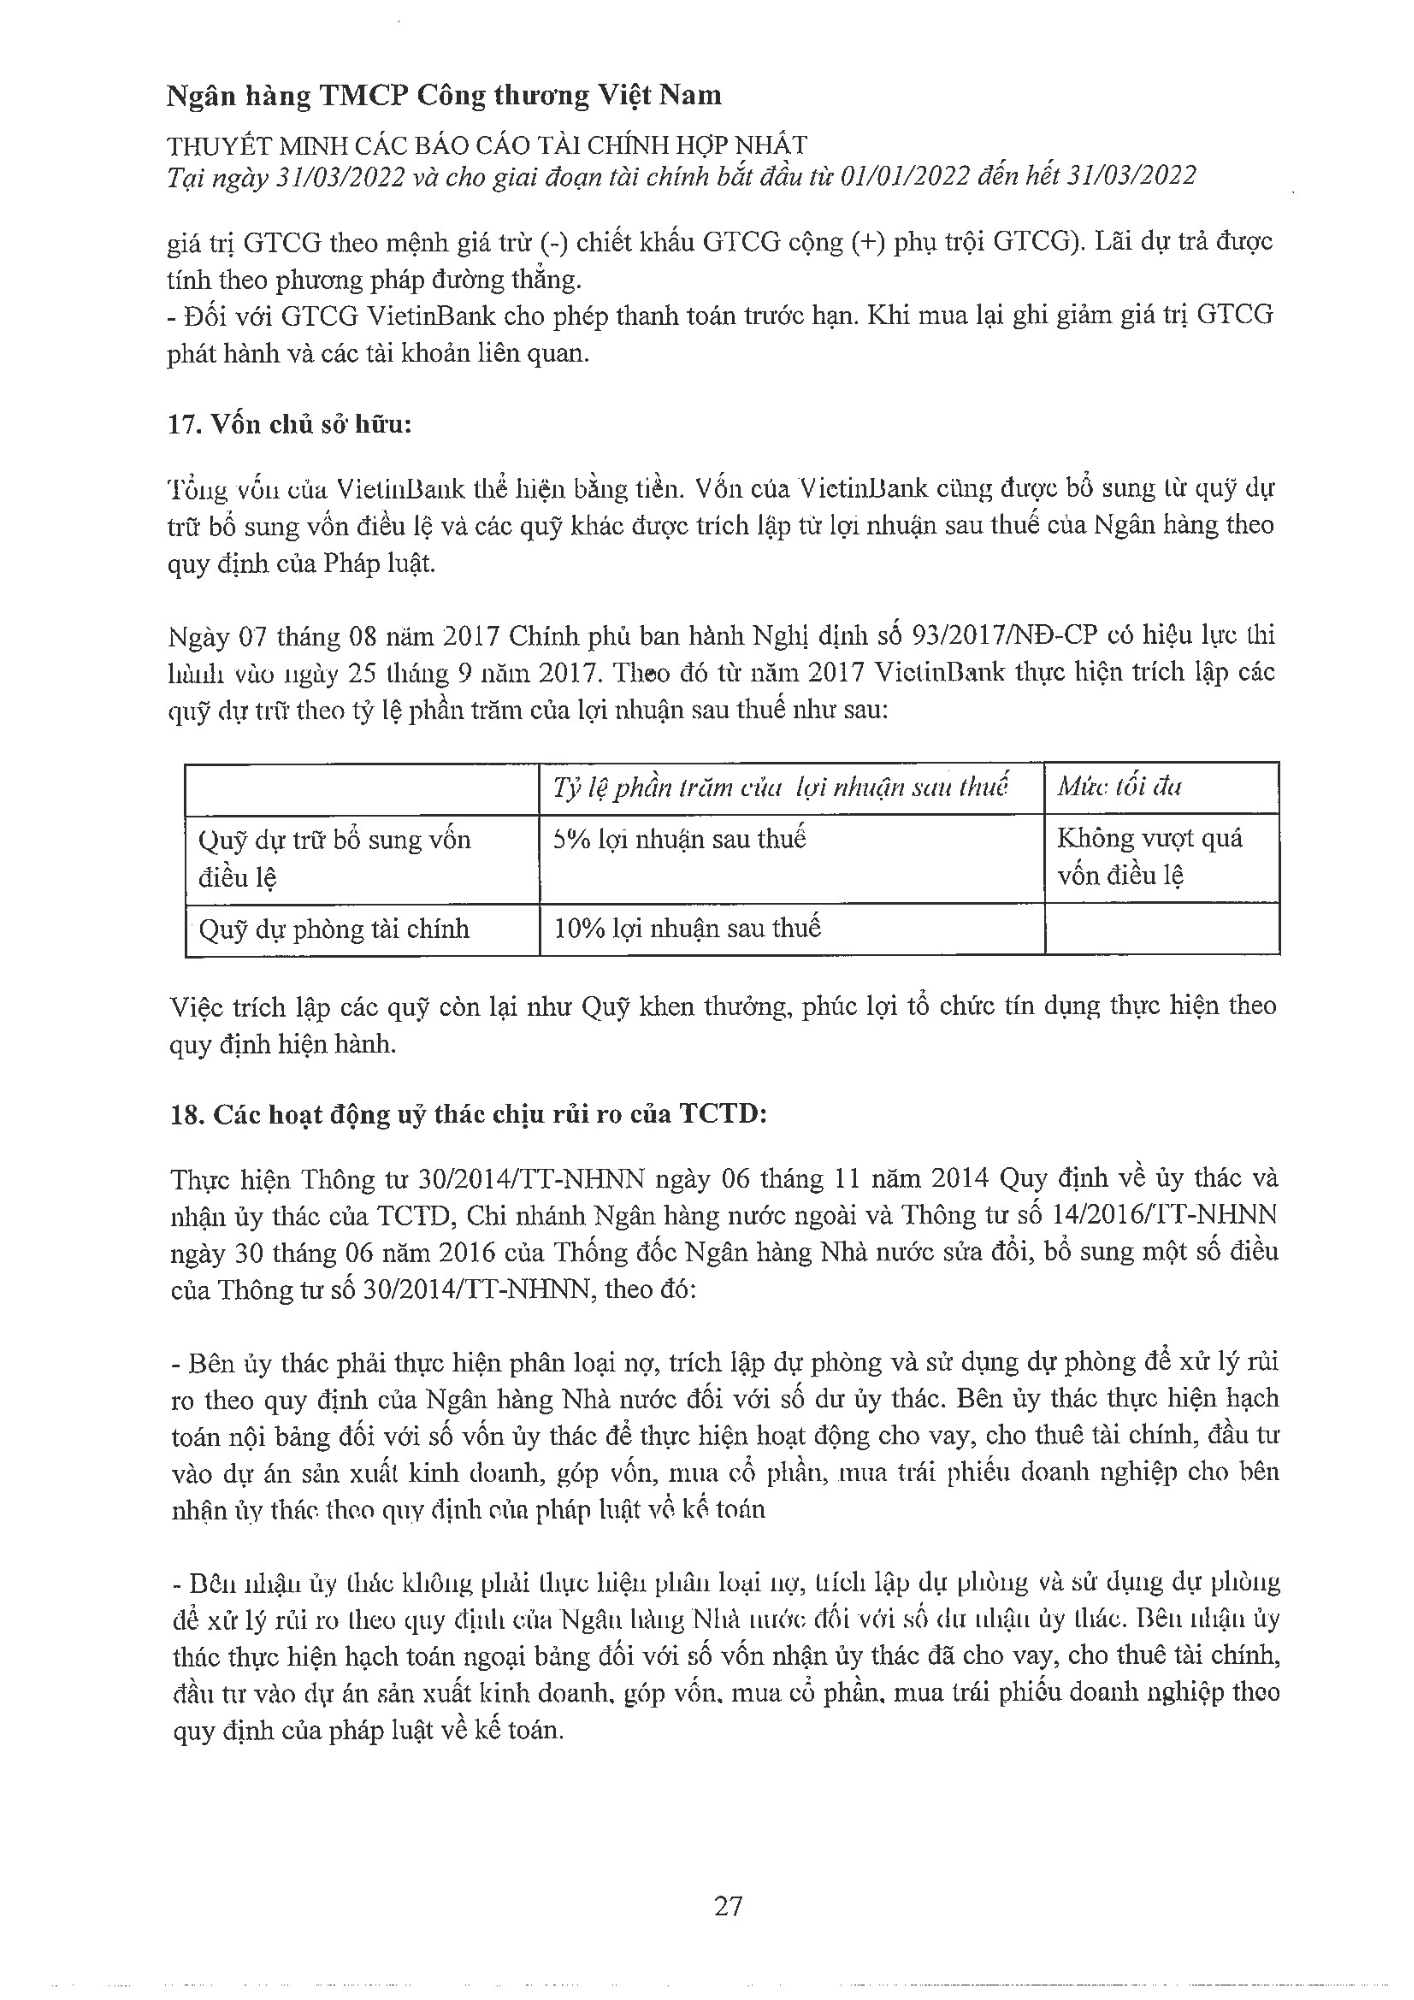 Ngân hàng TMCP Công thương Việt Nam
THUYẾT MINH CÁC BÁO CÁO TÀI CHÍNH HỢP NHẤT
Tại ngày 31/03/2022 và cho giai đoạn tài chính bắt đầu từ 01/01/2022 đến hết 31/03/2022
giá trị GTCG theo mệnh giá trừ (-) chiết khấu GTCG cộng (+) phụ trội GTCG). Lãi dự trả được
tính theo phương pháp đường thẳng.
- Đối với GTCG VietinBank cho phép thanh toán trước hạn. Khi mua lại ghi giảm giá trị GTCG
phát hành và các tài khoản liên quan.
17. Vốn chủ sở hữu:
Tổng vốn của VietinBank thể hiện bằng tiền. Vốn của VietinBank cũng được bổ sung từ quỹ dự
trữ bổ sung vốn điều lệ và các quỹ khác được trích lập từ lợi nhuận sau thuế của Ngân hàng theo
quy định của Pháp luật.
Ngày 07 tháng 08 năm 2017 Chính phủ ban hành Nghị định số 93/2017/NĐ-CP có hiệu lực thi
hành vào ngày 25 tháng 9 năm 2017. Theo đó từ năm 2017 VietinBank thực hiện trích lập các
quỹ dự trữ theo tỷ lệ phần trăm của lợi nhuận sau thuế như sau:
Tỷ lệ phần trăm của lợi nhuận sau thuế Mức tối đa
Quỹ dự trữ bổ sung vốn 5% lợi nhuận sau thuế Không vượt quá
điều lệ vốn điều lệ
Quỹ dự phòng tài chính 10% lợi nhuận sau thuế
Việc trích lập các quỹ còn lại như Quỹ khen thưởng, phúc lợi tổ chức tín dụng thực hiện theo
quy định hiện hành.
18. Các hoạt động uỷ thác chịu rủi ro của TCTD:
Thực hiện Thông tư 30/2014/TT-NHNN ngày 06 tháng 11 năm 2014 Quy định về ủy thác và
nhận ủy thác của TCTD, Chi nhánh Ngân hàng nước ngoài và Thông tư số 14/2016/TT-NHNN
ngày 30 tháng 06 năm 2016 của Thống đốc Ngân hàng Nhà nước sửa đổi, bổ sung một số điều
của Thông tư số 30/2014/TT-NHNN, theo đó:
- Bên ủy thác phải thực hiện phân loại nợ, trích lập dự phòng và sử dụng dự phòng để xử lý rủi
ro theo quy định của Ngân hàng Nhà nước đối với số dư ủy thác. Bên ủy thác thực hiện hạch
toán nội bảng đối với số vốn ủy thác để thực hiện hoạt động cho vay, cho thuê tài chính, đầu tư
vào dự án sản xuất kinh doanh, góp vốn, mua cổ phần, mua trái phiếu doanh nghiệp cho bên
nhận ủy thác theo quy định của pháp luật về kế toán
- Bên nhận ủy thác không phải thực hiện phân loại nợ, trích lập dự phòng và sử dụng dự phòng
để xử lý rủi ro theo quy định của Ngân hàng Nhà nước đối với số dư nhận ủy thác. Bên nhận ủy
thác thực hiện hạch toán ngoại bảng đối với số vốn nhận ủy thác đã cho vay, cho thuê tài chính,
đầu tư vào dự án sản xuất kinh doanh, góp vốn, mua cổ phần, mua trái phiếu doanh nghiệp theo
quy định của pháp luật về kế toán.
27